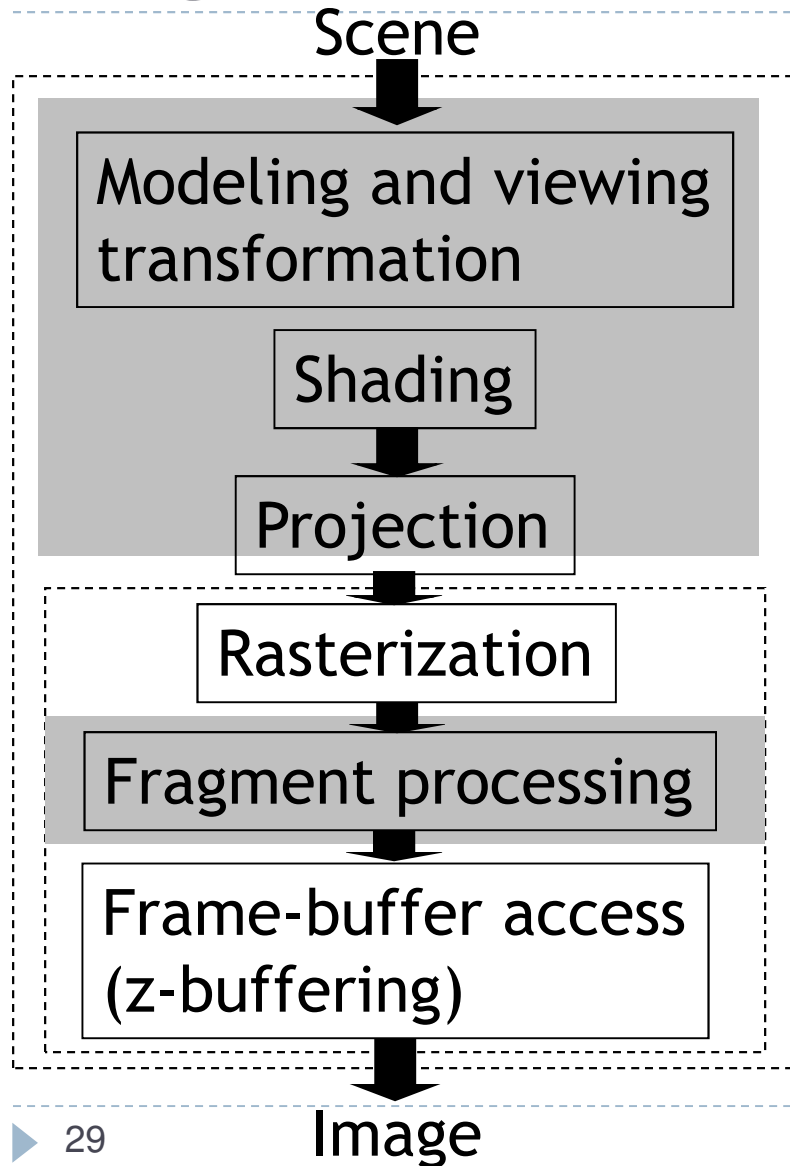 Scene
Modeling and viewing
transformation
Shading
Projection
Rasterization
Fragment processing
Frame-buffer access
(z-buffering)
Image
29